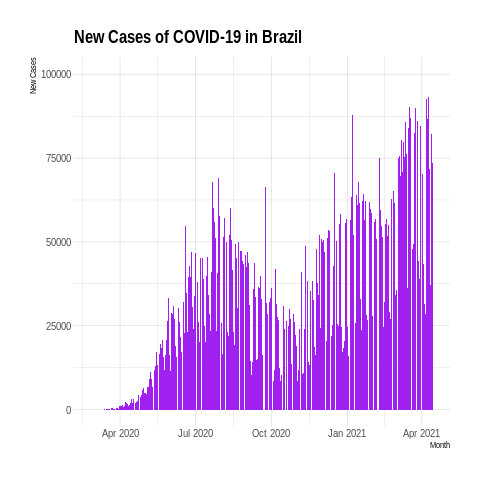 New Cases of COVID-19 in Brazil
New Cases
100000
75000
50000
25000
0
Apr 2020 Jul 2020 Oct 2020 Jan 2021 Apr 2021
Month